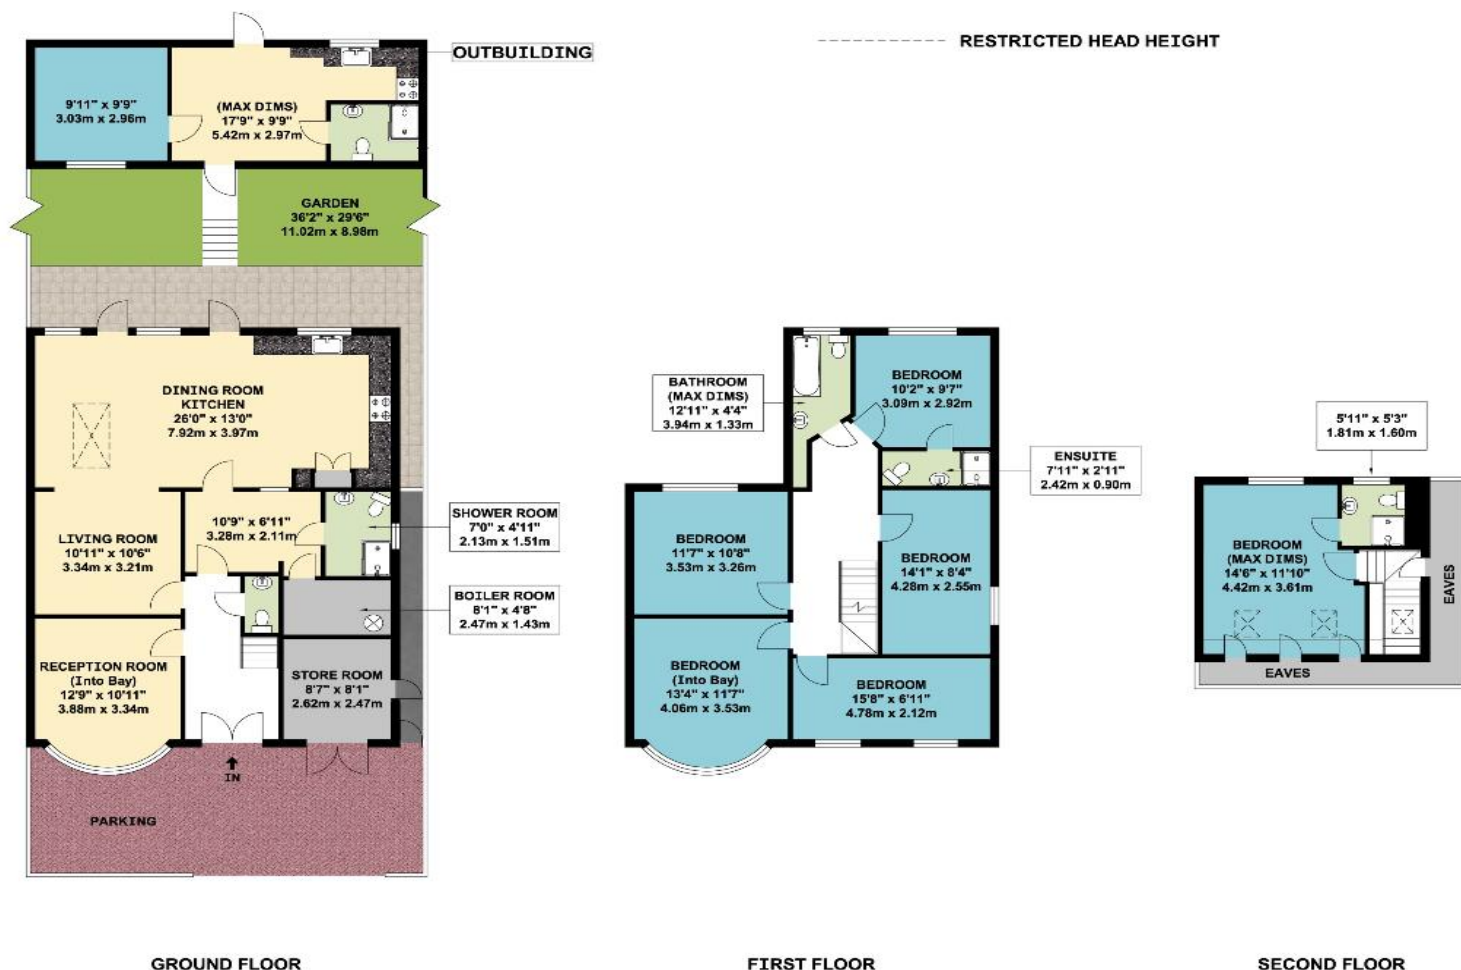 OUTBUILDING
RESTRICTED HEAD HEIGHT
9'11" x 9'9"
3.03m x 2.96m
(MAX DIMS)
17'9" x 9'9"
5.42m x 2.97m
GARDEN
36'2" x 29'6"
11.02m x 8.98m
DINING ROOM
KITCHEN
26'0" x 13'0"
7.92m x 3.97m
LIVING ROOM
10'11" x 10'6"
3.34m x 3.21m
10'9" x 6'11"
3.28m x 2.11m
SHOWER ROOM
7'0" x 4'11"
2.13m x 1.51m
BOILER ROOM
8'1" x 4'8"
2.47m x 1.43m
RECEPTION ROOM
(Into Bay)
12'9" x 10'11"
3.88m x 3.34m
STORE ROOM
8'7" x 8'1"
2.62m x 2.47m
IN
PARKING
GROUND FLOOR
BATHROOM
(MAX DIMS)
12'11" x 4'4"
3.94m x 1.33m
BEDROOM
10'2" x 9'7"
3.09m x 2.92m
ENSUITE
7'11" x 2'11"
2.42m x 0.90m
BEDROOM
11'7" x 10'8"
3.53m x 3.26m
BEDROOM
14'1" x 8'4"
4.28m x 2.55m
BEDROOM
(Into Bay)
13'4" x 11'7"
4.06m x 3.53m
BEDROOM
15'8" x 6'11"
4.78m x 2.12m
FIRST FLOOR
5'11" x 5'3"
1.81m x 1.60m
BEDROOM
(MAX DIMS)
14'6" x 11'10"
4.42m x 3.61m
EAVES
EAVES
SECOND FLOOR